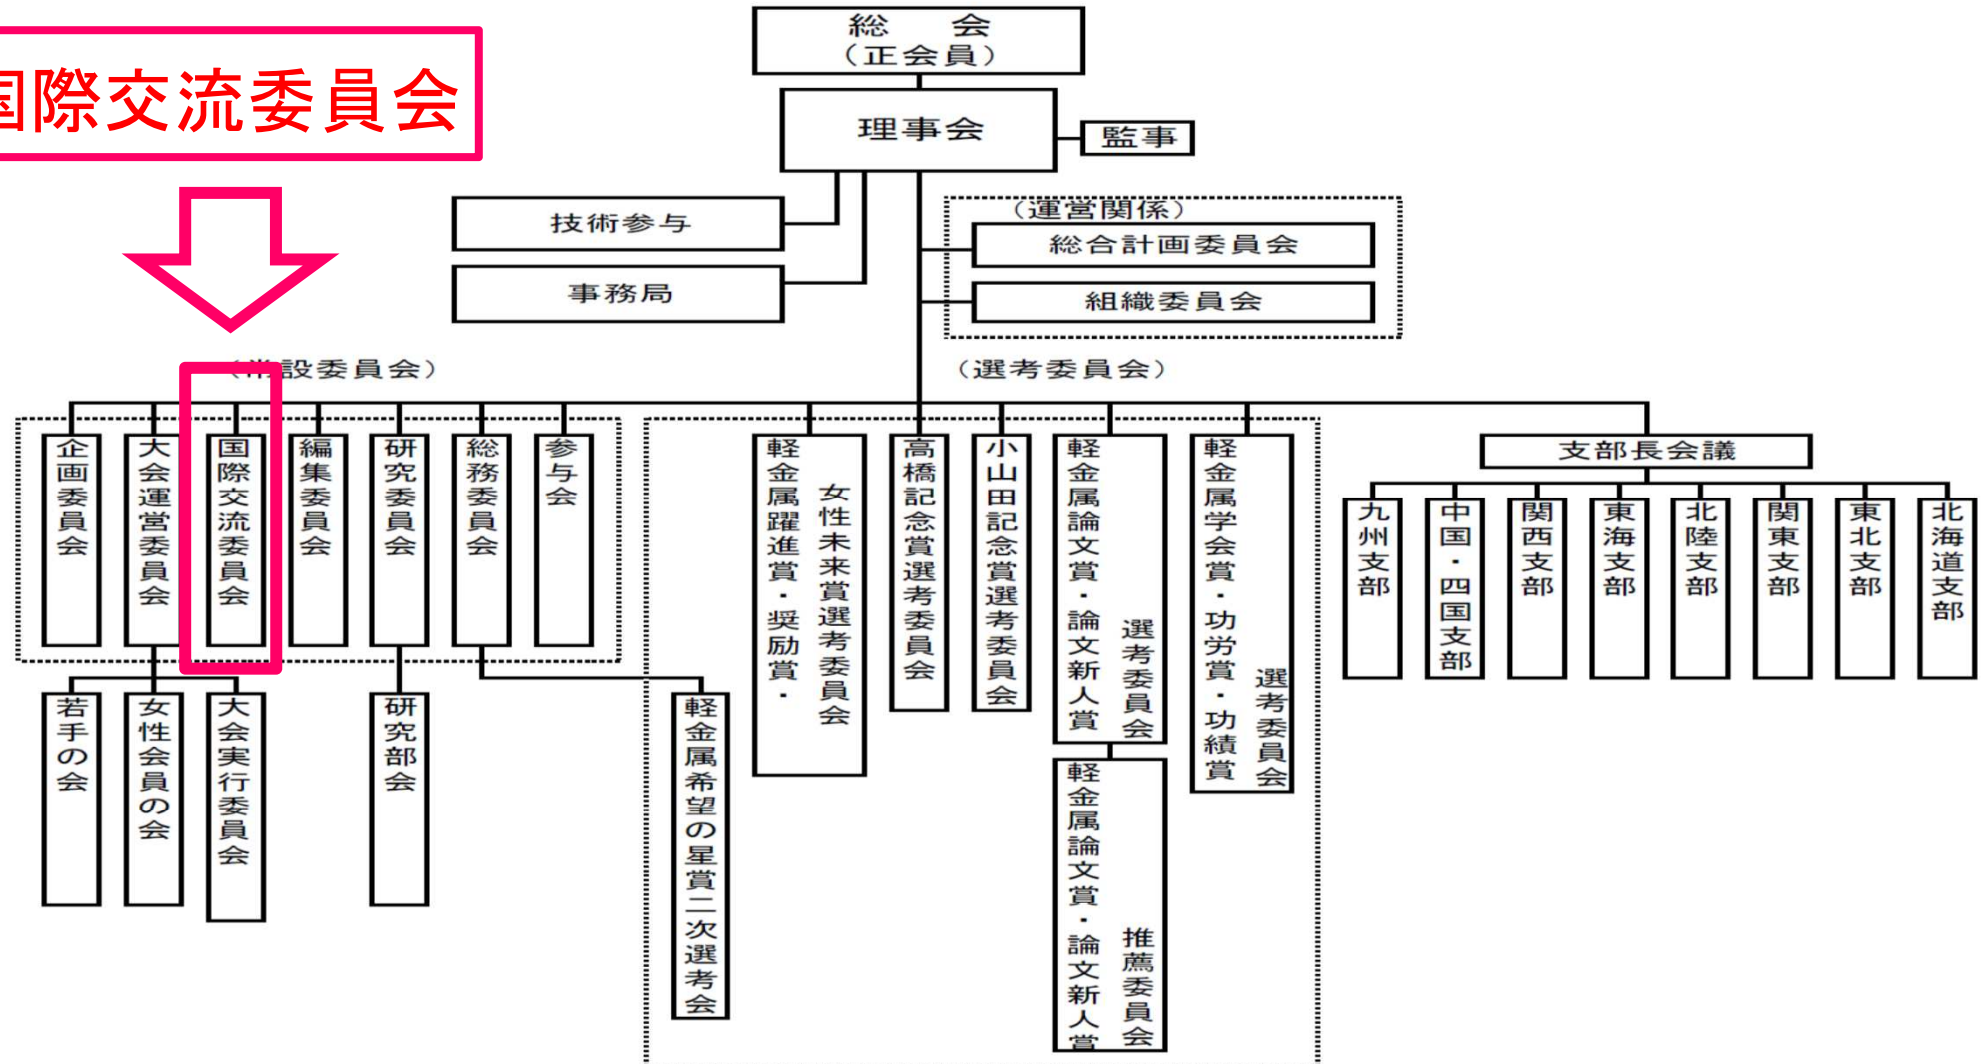 国際交流委員会
総　会
（正会員）
理事会
監事
技術参与
事務局
（運営関係）
総合計画委員会
組織委員会
（常設委員会）
（選考委員会）
企画委員会
大会運営委員会
国際交流委員会
編集委員会
研究委員会
総務委員会
参与会
若手の会
女性会員の会
大会実行委員会
研究部会
軽金属希望の星賞二次選考会
軽金属躍進賞・奨励賞・
女性未来賞選考委員会
高橋記念賞選考委員会
小山田記念賞選考委員会
軽金属論文賞・論文新人賞
選考委員会
軽金属論文賞・論文新人賞
推薦委員会
軽金属学会賞・功労賞・功績賞
選考委員会
支部長会議
九州支部
中国・四国支部
関西支部
東海支部
北陸支部
関東支部
東北支部
北海道支部